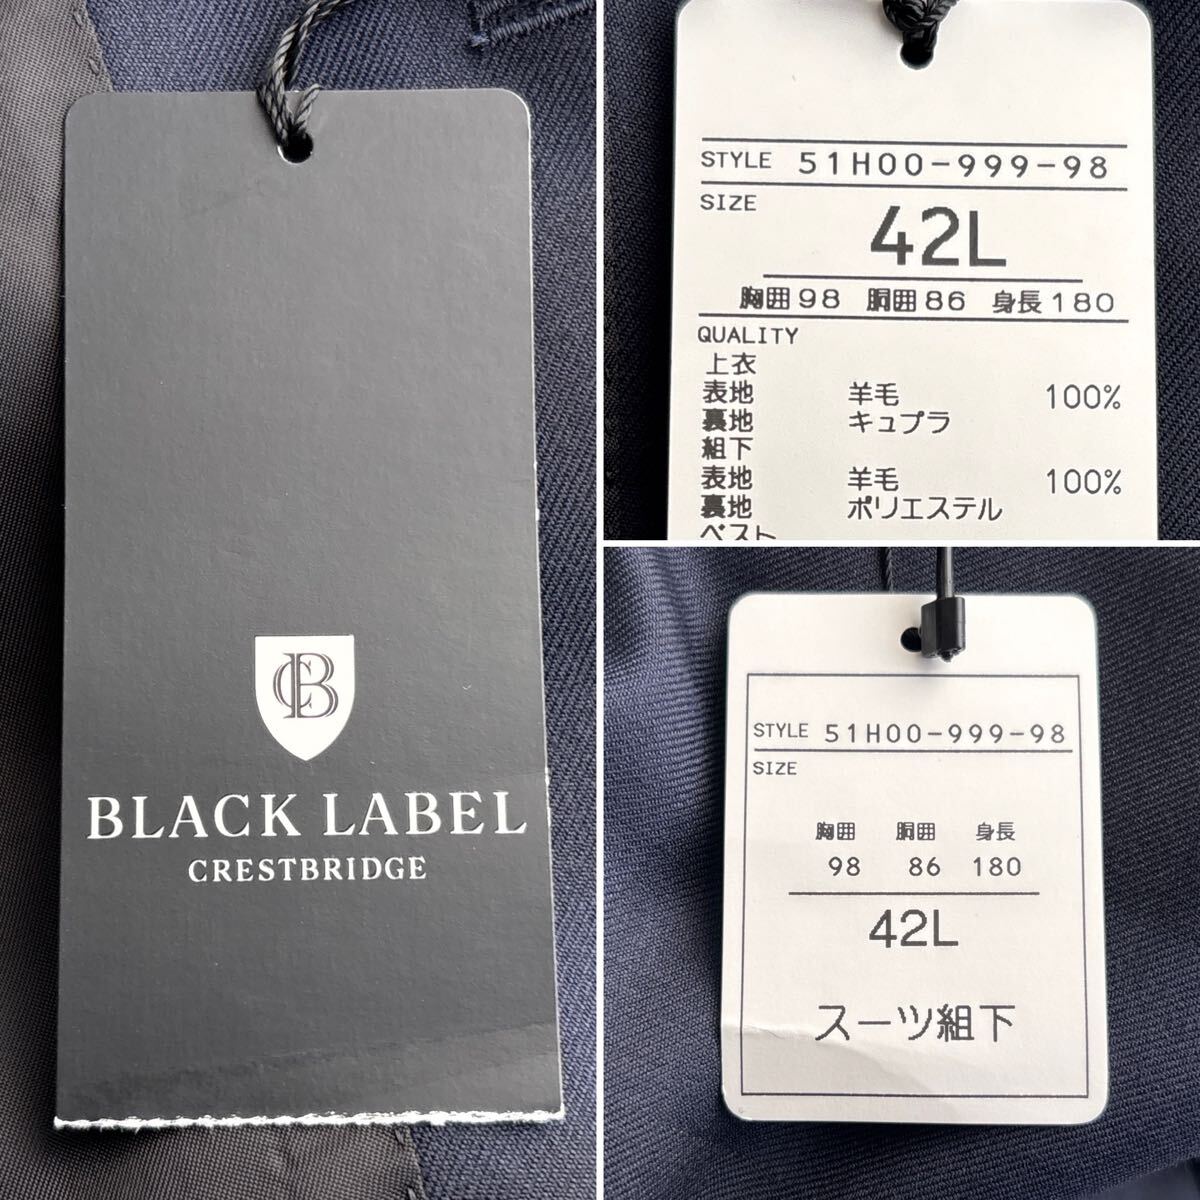 CB
BLACK LABEL
CRESTBRIDGE
STYLE 51H00-999-98
SIZE
42L
胸囲98 胴囲86 身長180
QUALITY
上衣
表地 羊毛 100%
裏地 キュプラ
組下
表地 羊毛 100%
裏地 ポリエステル
ベスト
STYLE 51H00-999-98
SIZE
胸囲 胴囲 身長
98 86 180
42L
スーツ組下